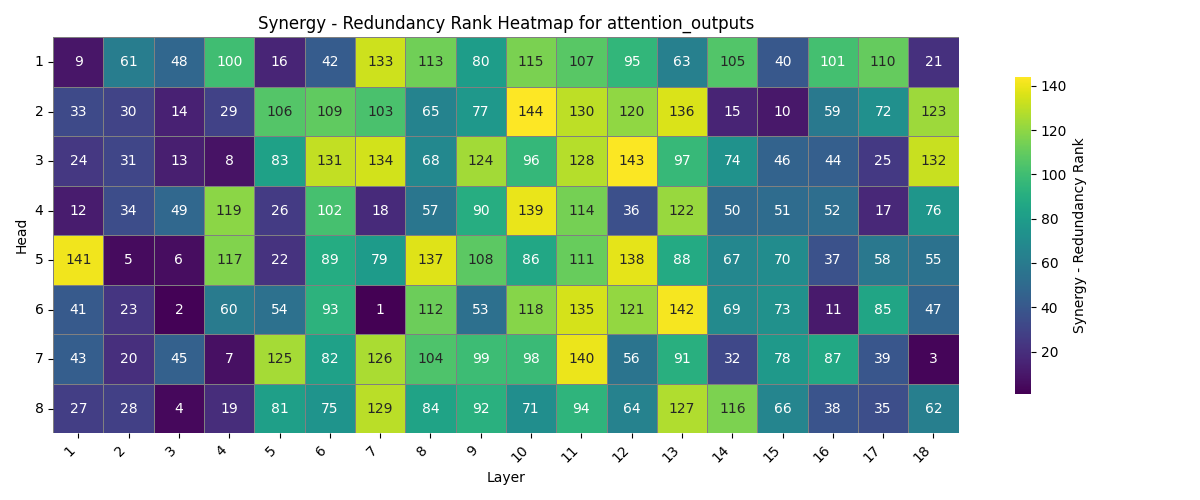 Synergy - Redundancy Rank Heatmap for attention_outputs
1 9 61 48 100 16 42 133 113 80 115 107 95 63 105 40 101 110 21
2 33 30 14 29 106 109 103 65 77 144 130 120 136 15 10 59 72 123
3 24 31 13 8 83 131 134 68 124 96 128 143 97 74 46 44 25 132
4 12 34 49 119 26 102 18 57 90 139 114 36 122 50 51 52 17 76
5 141 5 6 117 22 89 79 137 108 86 111 138 88 67 70 37 58 55
6 41 23 2 60 54 93 1 112 53 118 135 121 142 69 73 11 85 47
7 43 20 45 7 125 82 126 104 99 98 140 56 91 32 78 87 39 3
8 27 28 4 19 81 75 129 84 92 71 94 64 127 116 66 38 35 62
1 2 3 4 5 6 7 8 9 10 11 12 13 14 15 16 17 18
Layer
Head
140
120
100
80
60
40
20
Synergy - Redundancy Rank